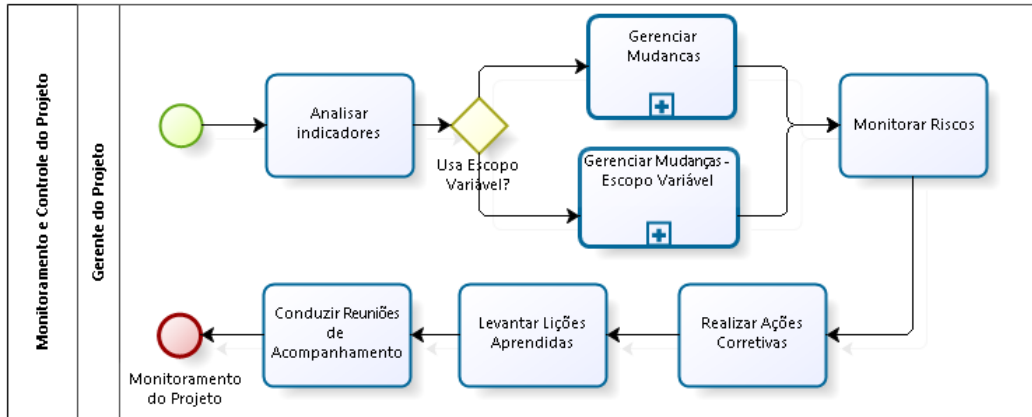 Monitoramento e Controle do Projeto
Gerente do Projeto
Analisar
indicadores
Usa Escopo
Variável?
Gerenciar
Mudancas
Gerenciar Mudanças -
Escopo Variável
Monitorar Riscos
Realizar Ações
Corretivas
Levantar Lições
Aprendidas
Conduzir Reuniões
de
Acompanhamento
Monitoramento
do Projeto